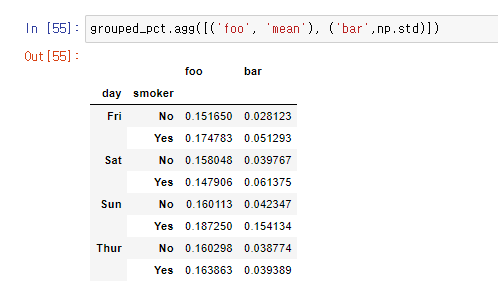 In [55]: grouped_pct.agg([('foo', 'mean'), ('bar',np.std)])
Out[55]:
foo bar
day smoker
Fri No 0.151650 0.028123
Yes 0.174783 0.051293
Sat No 0.158048 0.039767
Yes 0.147906 0.061375
Sun No 0.160113 0.042347
Yes 0.187250 0.154134
Thur No 0.160298 0.038774
Yes 0.163863 0.039389